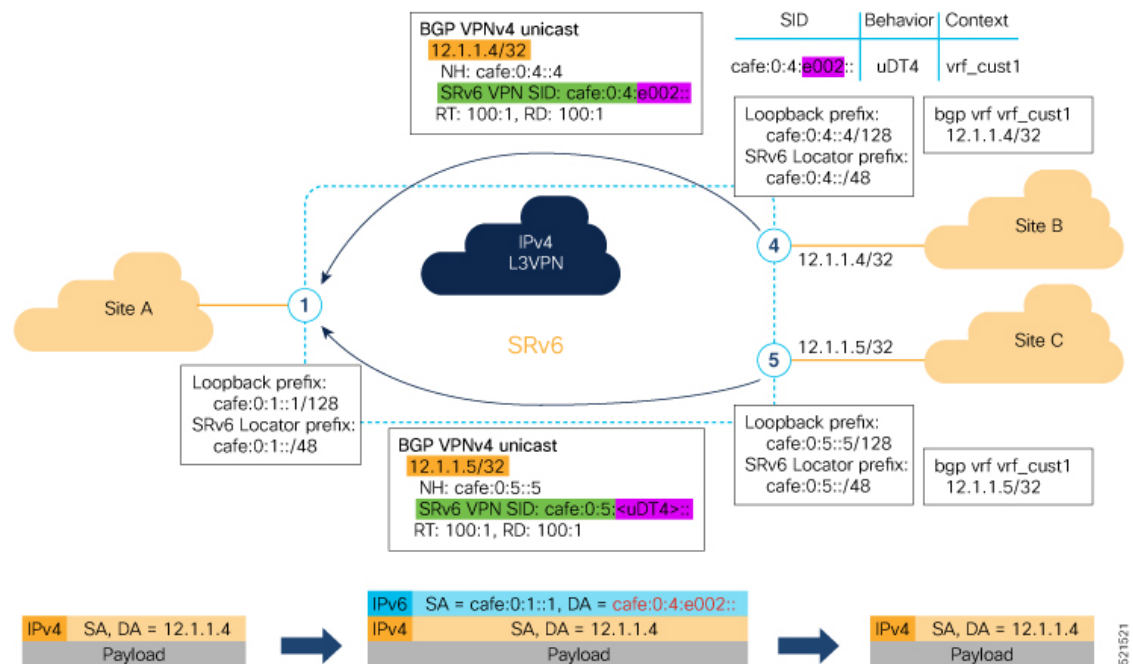 BGP VPNv4 unicast
12.1.1.4/32
NH: cafe:0:4::4
SRv6 VPN SID: cafe:0:4:e002::
RT: 100:1, RD: 100:1
SID Behavior Context
cafe:0:4:e002:: uDT4 vrf_cust1
Loopback prefix:
cafe:0:4::4/128
SRv6 Locator prefix:
cafe:0:4::/48
bgp vrf vrf_cust1
12.1.1.4/32
IPv4
L3VPN
4
12.1.1.4/32
Site B
Site A
1
SRv6
5
12.1.1.5/32
Site C
Loopback prefix:
cafe:0:1::1/128
SRv6 Locator prefix:
cafe:0:1::/48
BGP VPNv4 unicast
12.1.1.5/32
NH: cafe:0:5::5
SRv6 VPN SID: cafe:0:5:<uDT4>::
RT: 100:1, RD: 100:1
Loopback prefix:
cafe:0:5::5/128
SRv6 Locator prefix:
cafe:0:5::/48
bgp vrf vrf_cust1
12.1.1.5/32
IPv4 SA, DA = 12.1.1.4
Payload
IPv6 SA = cafe:0:1::1, DA = cafe:0:4:e002::
IPv4 SA, DA = 12.1.1.4
Payload
IPv4 SA, DA = 12.1.1.4
Payload
521521